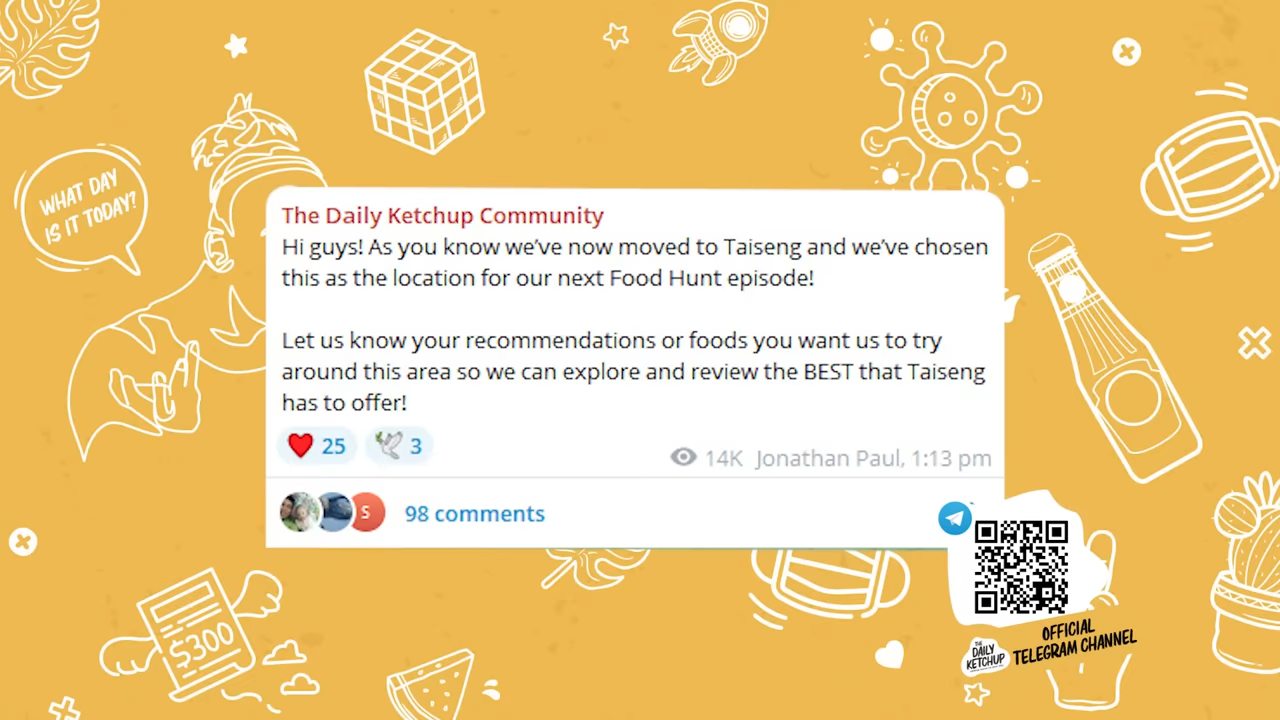 WHAT DAY
IS IT TODAY?
The Daily Ketchup Community
Hi guys! As you know we’ve now moved to Taiseng and we’ve chosen
this as the location for our next Food Hunt episode!
Let us know your recommendations or foods you want us to try
around this area so we can explore and review the BEST that Taiseng
has to offer!
25
3
14K Jonathan Paul, 1:13 pm
S
98 comments
$300
THE
DAILY
KETCHUP
OFFICIAL
TELEGRAM CHANNEL